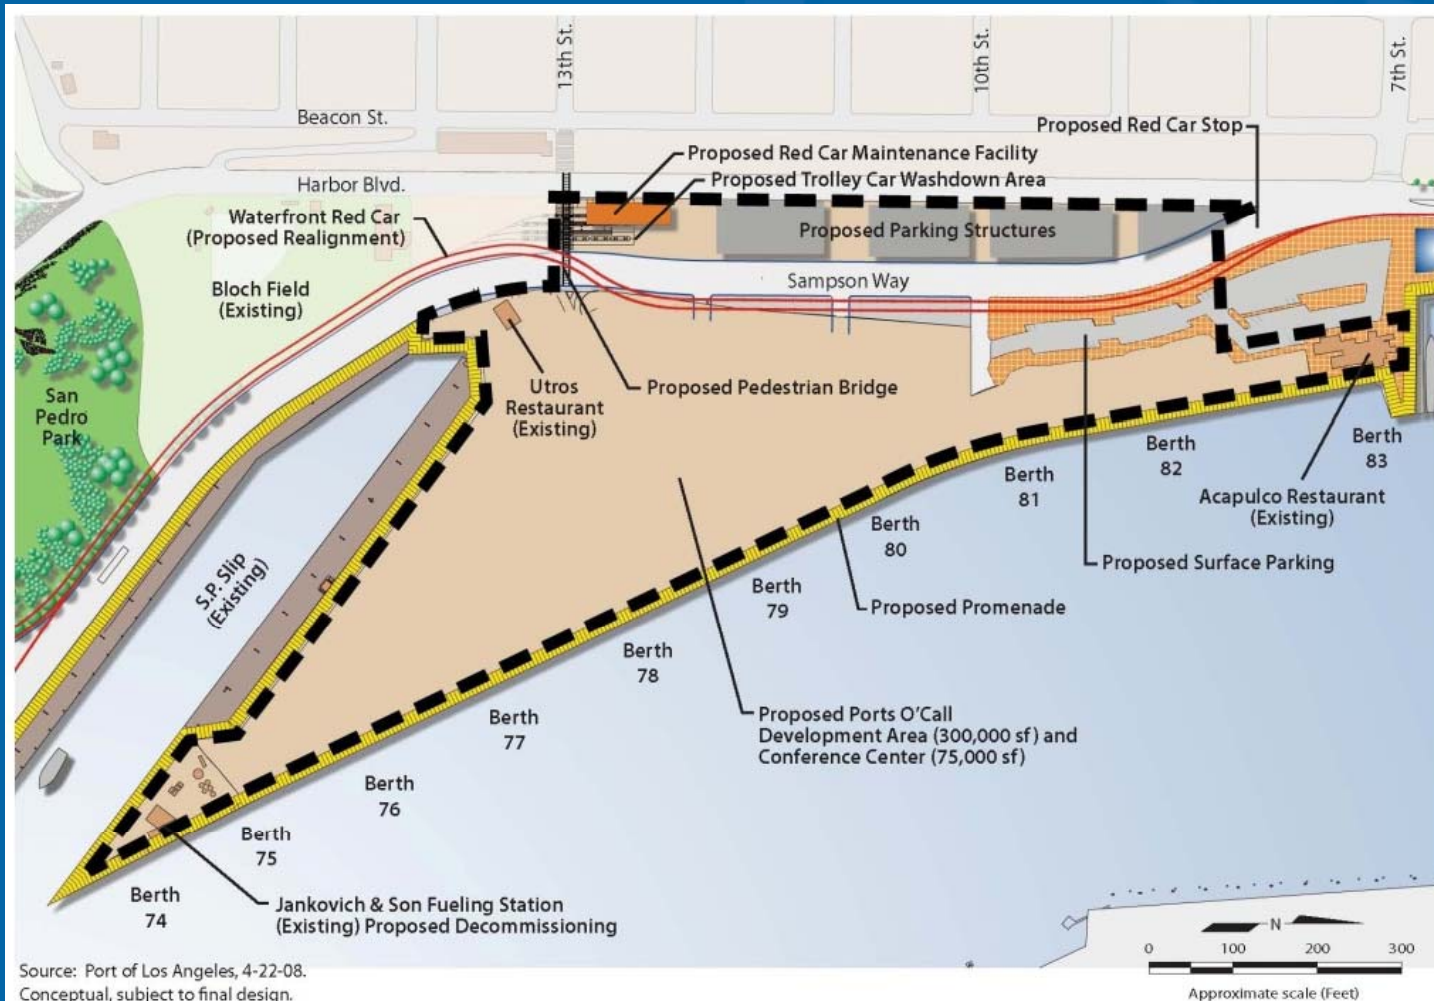 13th St.
10th St.
7th St.
Beacon St.
Proposed Red Car Stop
Proposed Red Car Maintenance Facility
Proposed Trolley Car Washdown Area
Harbor Blvd.
Waterfront Red Car
(Proposed Realignment)
Proposed Parking Structures
Bloch Field
(Existing)
Sampson Way
San
Pedro
Park
Utros
Restaurant
(Existing)
Proposed Pedestrian Bridge
S.P. Slip
(Existing)
Berth
83
Berth
82
Berth
81
Acapulco Restaurant
(Existing)
Berth
80
Proposed Surface Parking
Berth
79
Proposed Promenade
Berth
78
Berth
77
Proposed Ports O'Call
Development Area (300,000 sf) and
Conference Center (75,000 sf)
Berth
76
Berth
75
Berth
74
Jankovich & Son Fueling Station
(Existing) Proposed Decommissioning
N
0 100 200 300
Approximate scale (Feet)
Source: Port of Los Angeles, 4-22-08.
Conceptual, subject to final design.